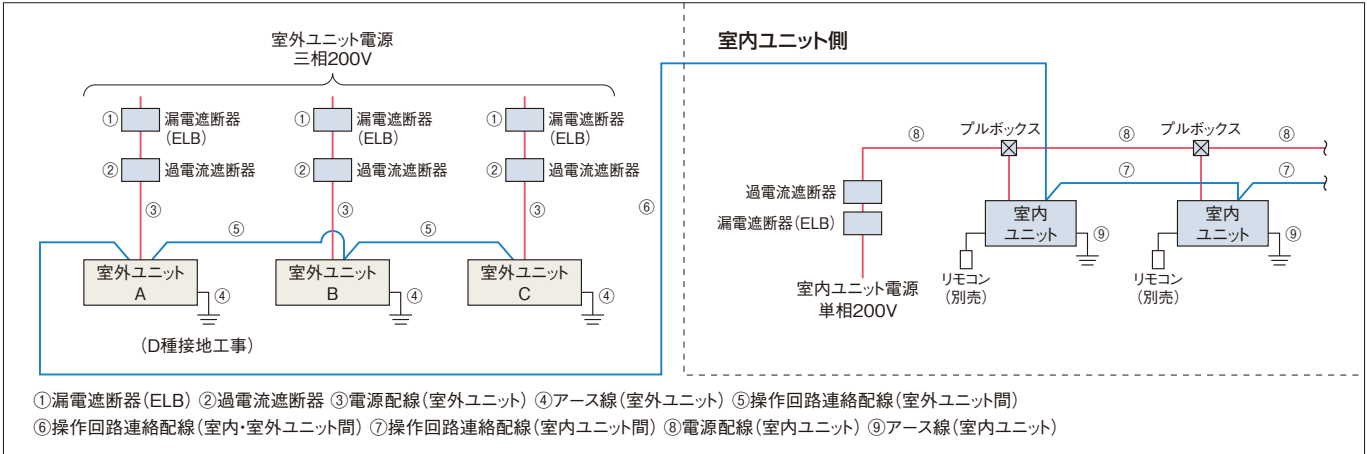 室外ユニット電源
三相200V
① 漏電遮断器
(ELB)
② 過電流遮断器
③
① 漏電遮断器
(ELB)
② 過電流遮断器
③
① 漏電遮断器
(ELB)
② 過電流遮断器
③
⑤
⑤
⑥
室外ユニット
A
④
室外ユニット
B
④
室外ユニット
C
④
(D種接地工事)
室内ユニット側
⑧
プルボックス
⑧
プルボックス
⑧
⑦
⑦
過電流遮断器
漏電遮断器(ELB)
室内ユニット電源
単相200V
室内
ユニット
⑨
リモコン
(別売)
室内
ユニット
⑨
リモコン
(別売)
①漏電遮断器(ELB) ②過電流遮断器 ③電源配線(室外ユニット) ④アース線(室外ユニット) ⑤操作回路連絡配線(室外ユニット間)
⑥操作回路連絡配線(室内・室外ユニット間) ⑦操作回路連絡配線(室内ユニット間) ⑧電源配線(室内ユニット) ⑨アース線(室内ユニット)